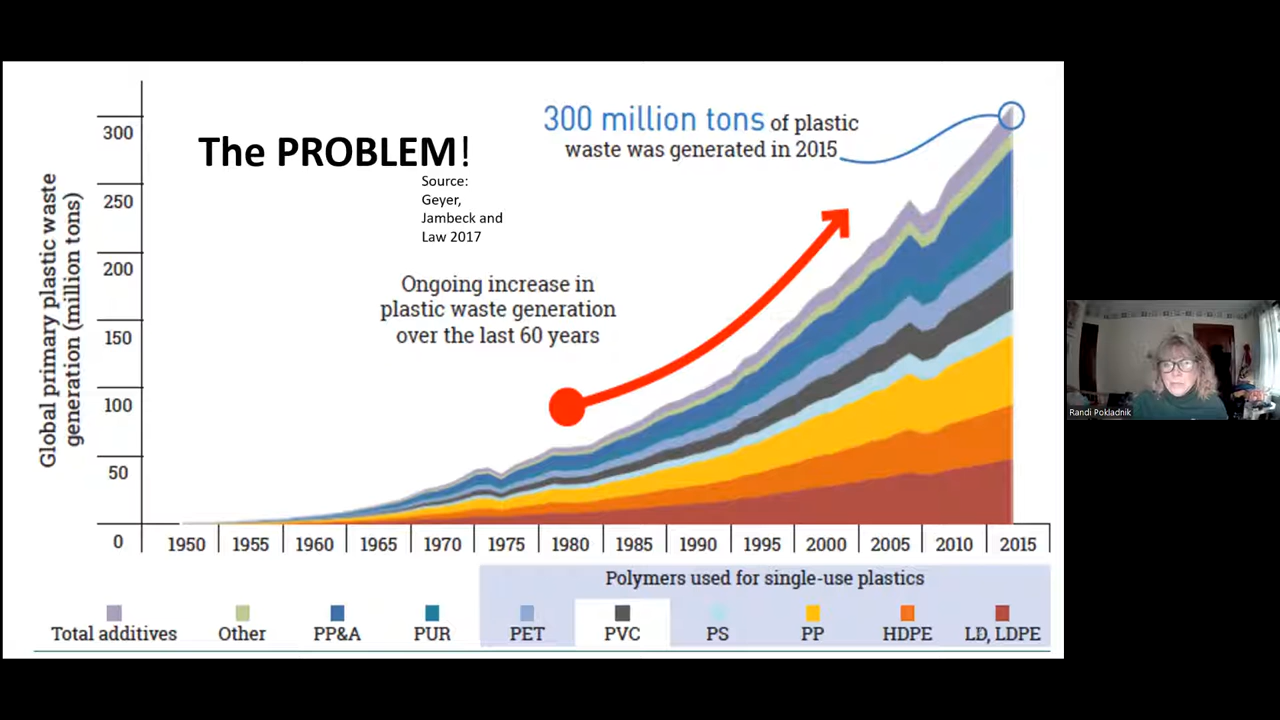 The PROBLEM!
Source:
Geyer,
Jambeck and
Law 2017
300 million tons of plastic
waste was generated in 2015
Ongoing increase in
plastic waste generation
over the last 60 years
Global primary plastic waste
generation (million tons)
300
250
200
150
100
50
0
1950 1955 1960 1965 1970 1975 1980 1985 1990 1995 2000 2005 2010 2015
Polymers used for single-use plastics
Total additives Other PP&A PUR PET PVC PS PP HDPE LD, LDPE
Randi Pokladnik